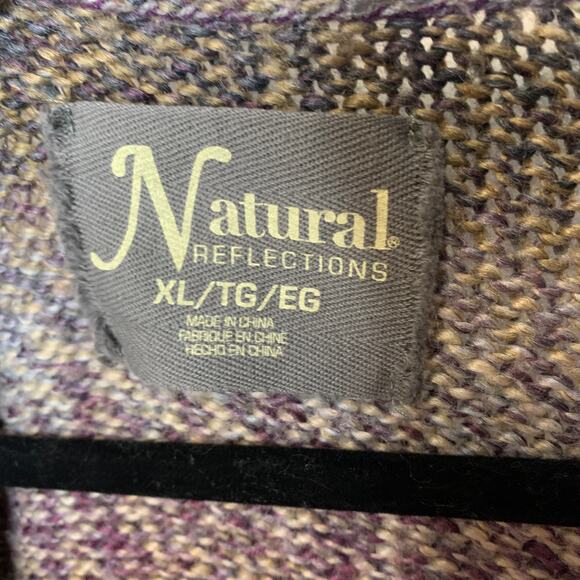 Natural®
REFLECTIONS
XL/TG/EG
MADE IN CHINA
FABRIQUÉ EN CHINE
HECHO EN CHINA